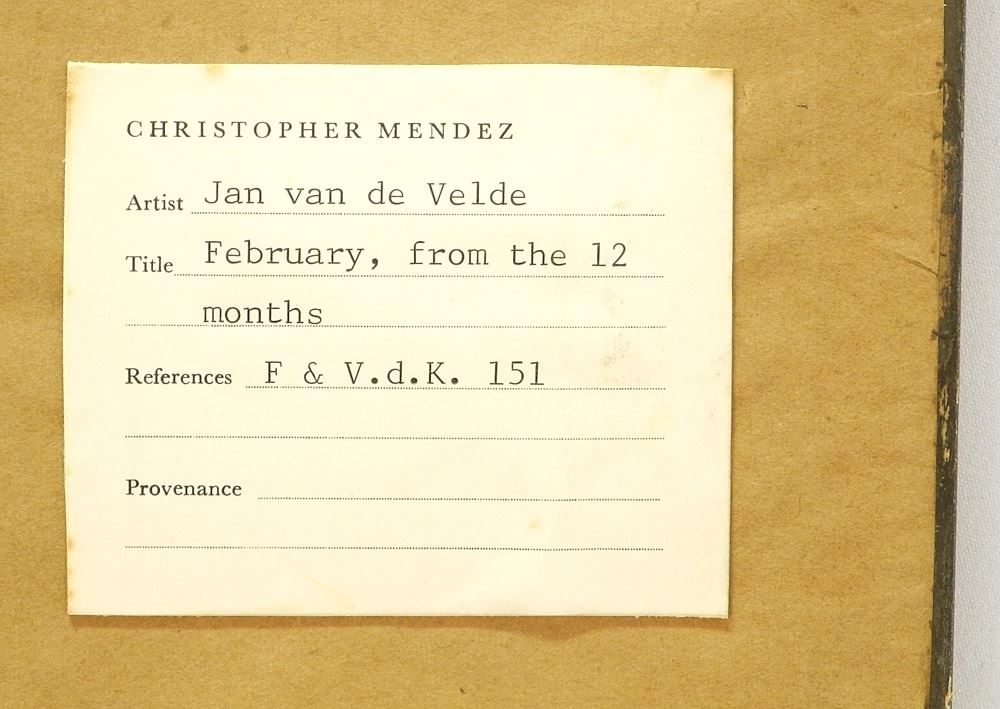 CHRISTOPHER MENDEZ
Artist Jan van de Velde
Title February, from the 12
months
References F & V.d.K. 151
Provenance